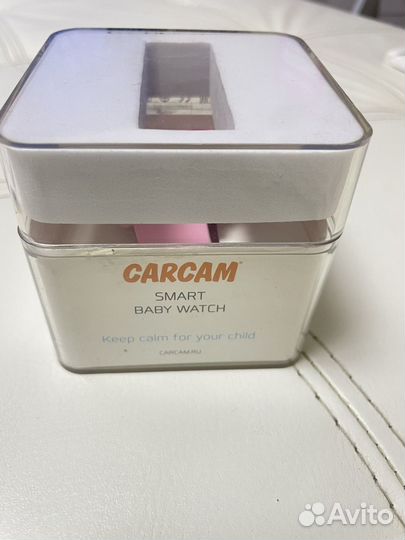 CARCAM®
SMART
BABY WATCH
Keep calm for your child
CARCAM.RU
Avito